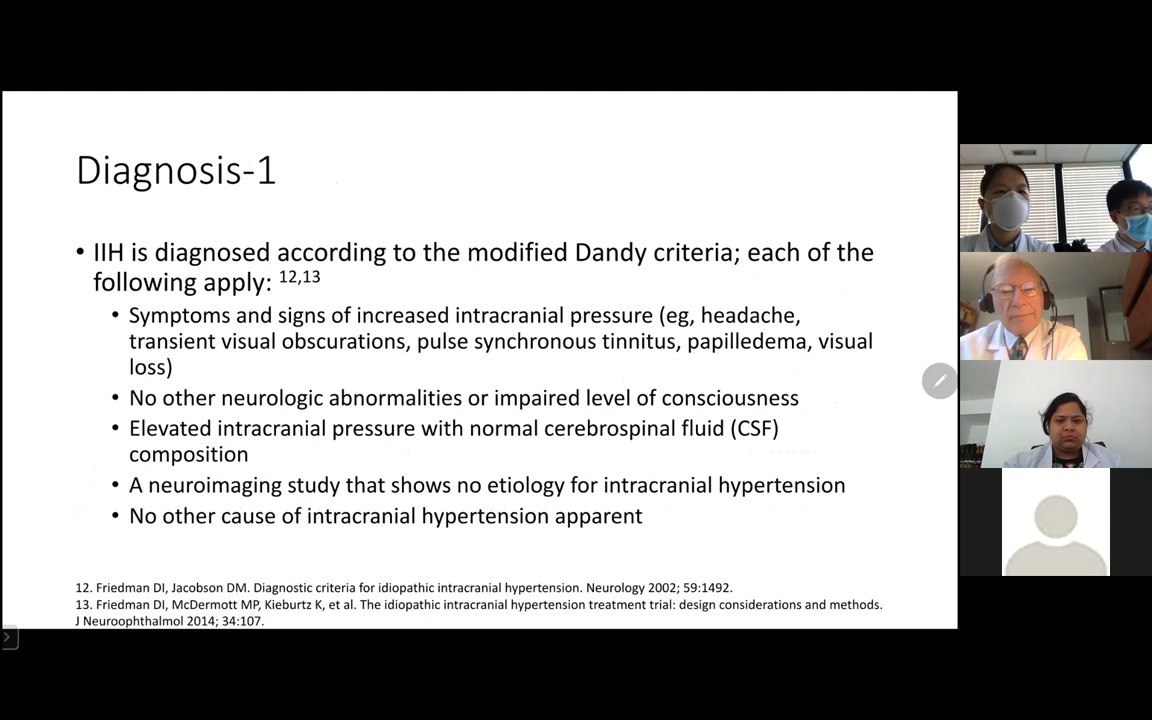 Diagnosis-1
• IIH is diagnosed according to the modified Dandy criteria; each of the
following apply: 12,13
• Symptoms and signs of increased intracranial pressure (eg, headache,
transient visual obscurations, pulse synchronous tinnitus, papilledema, visual
loss)
• No other neurologic abnormalities or impaired level of consciousness
• Elevated intracranial pressure with normal cerebrospinal fluid (CSF)
composition
• A neuroimaging study that shows no etiology for intracranial hypertension
• No other cause of intracranial hypertension apparent
12. Friedman DI, Jacobson DM. Diagnostic criteria for idiopathic intracranial hypertension. Neurology 2002; 59:1492.
13. Friedman DI, McDermott MP, Kieburtz K, et al. The idiopathic intracranial hypertension treatment trial: design considerations and methods.
J Neuroophthalmol 2014; 34:107.